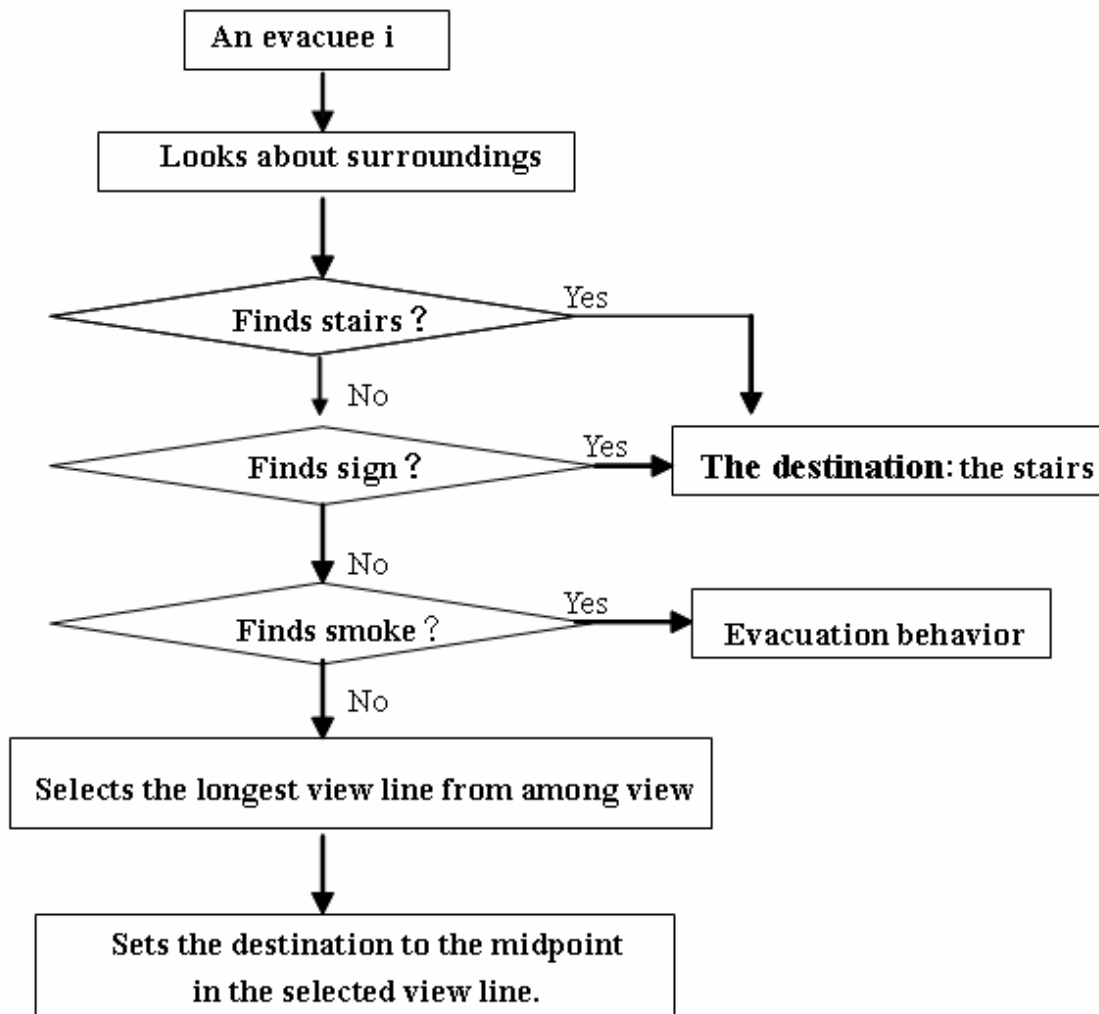 An evacuee i
Looks about surroundings
Finds stairs？
Yes
No
Finds sign？
Yes
The destination: the stairs
No
Finds smoke？
Yes
Evacuation behavior
No
Selects the longest view line from among view
Sets the destination to the midpoint
in the selected view line.